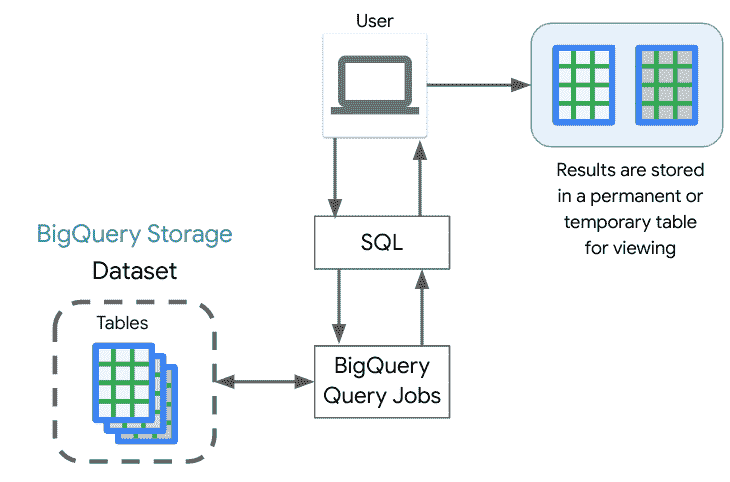 User
Results are stored
in a permanent or
temporary table
for viewing
SQL
BigQuery Storage
Dataset
Tables
BigQuery
Query Jobs